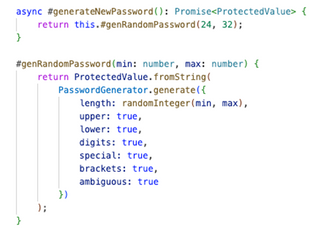 async #generateNewPassword(): Promise<ProtectedValue> {
    return this.#genRandomPassword(24, 32);
}

#genRandomPassword(min: number, max: number) {
    return ProtectedValue.fromString(
        PasswordGenerator.generate({
            length: randomInteger(min, max),
            upper: true,
            lower: true,
            digits: true,
            special: true,
            brackets: true,
            ambiguous: true
        })
    );
}